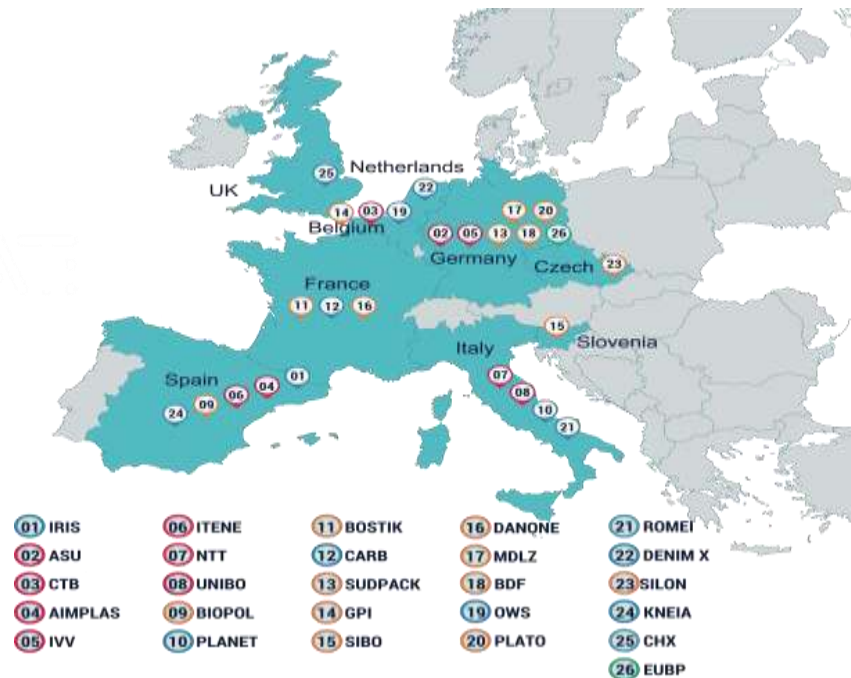 Netherlands
25
22
UK
14 03 19 17 20
Belgium
02 05 13 18 26
Germany
Czech 23
France
11 12 16
15
Slovenia
Italy
Spain
01
07
04
06
08
09
24
10
21
01 IRIS
02 ASU
03 CTB
04 AIMPLAS
05 IVV
06 ITENE
07 NTT
08 UNIBO
09 BIOPOL
10 PLANET
11 BOSTIK
12 CARB
13 SUDPACK
14 GPI
15 SIBO
16 DANONE
17 MDLZ
18 BDF
19 OWS
20 PLATO
21 ROMEI
22 DENIM X
23 SILON
24 KNEIA
25 CHX
26 EUBP